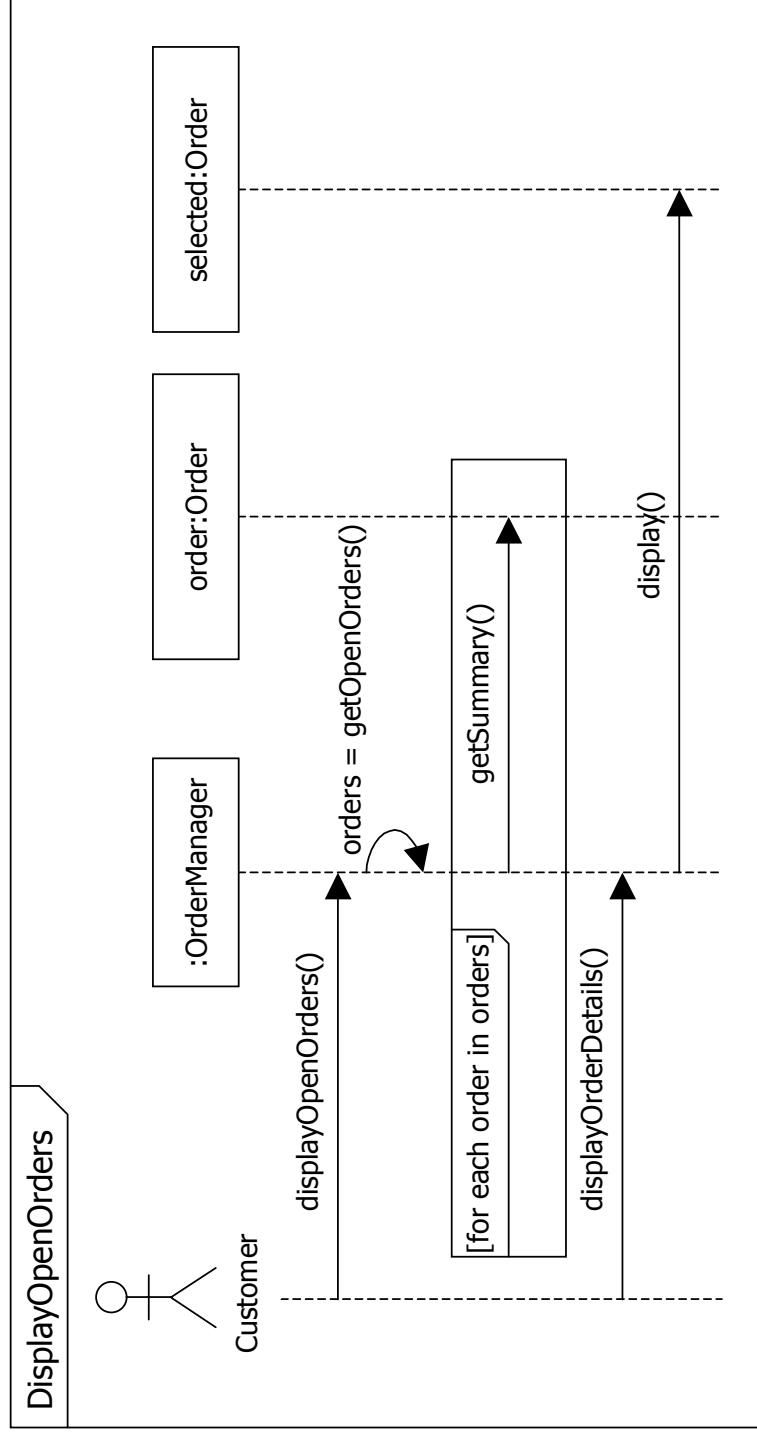 DisplayOpenOrders
Customer
:OrderManager
order:Order
selected:Order
displayOpenOrders()
orders = getOpenOrders()
[for each order in orders]
getSummary()
displayOrderDetails()
display()